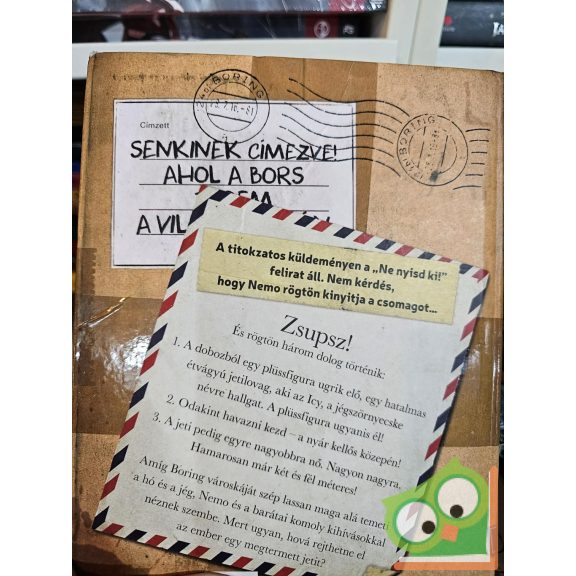 BORING
BORING
Címzett
SENKINEK CÍMEZVE!
AHOL A BORS
A VIL
A titokzatos küldeményen a „Ne nyisd ki!”
felirat áll. Nem kérdés,
hogy Nemo rögtön kinyitja a csomagot...
Zsupsz!
És rögtön három dolog történik:
1. A dobozból egy plüssfigura ugrik elő, egy hatalmas
étvágyú jetilovag, aki az Icy, a jégszörnyecske
névre hallgat. A plüssfigura ugyanis él!
2. Odakint havazni kezd – a nyár kellős közepén!
3. A jeti pedig egyre nagyobbra nő. Nagyon nagyra.
Hamarosan már két és fél méteres!
Amíg Boring városkáját szép lassan maga alá temeti
a hó és a jég, Nemo és a barátai komoly kihívásokkal
néznek szembe. Mert ugyan, hová rejthetne el
az ember egy megtermett jetit?